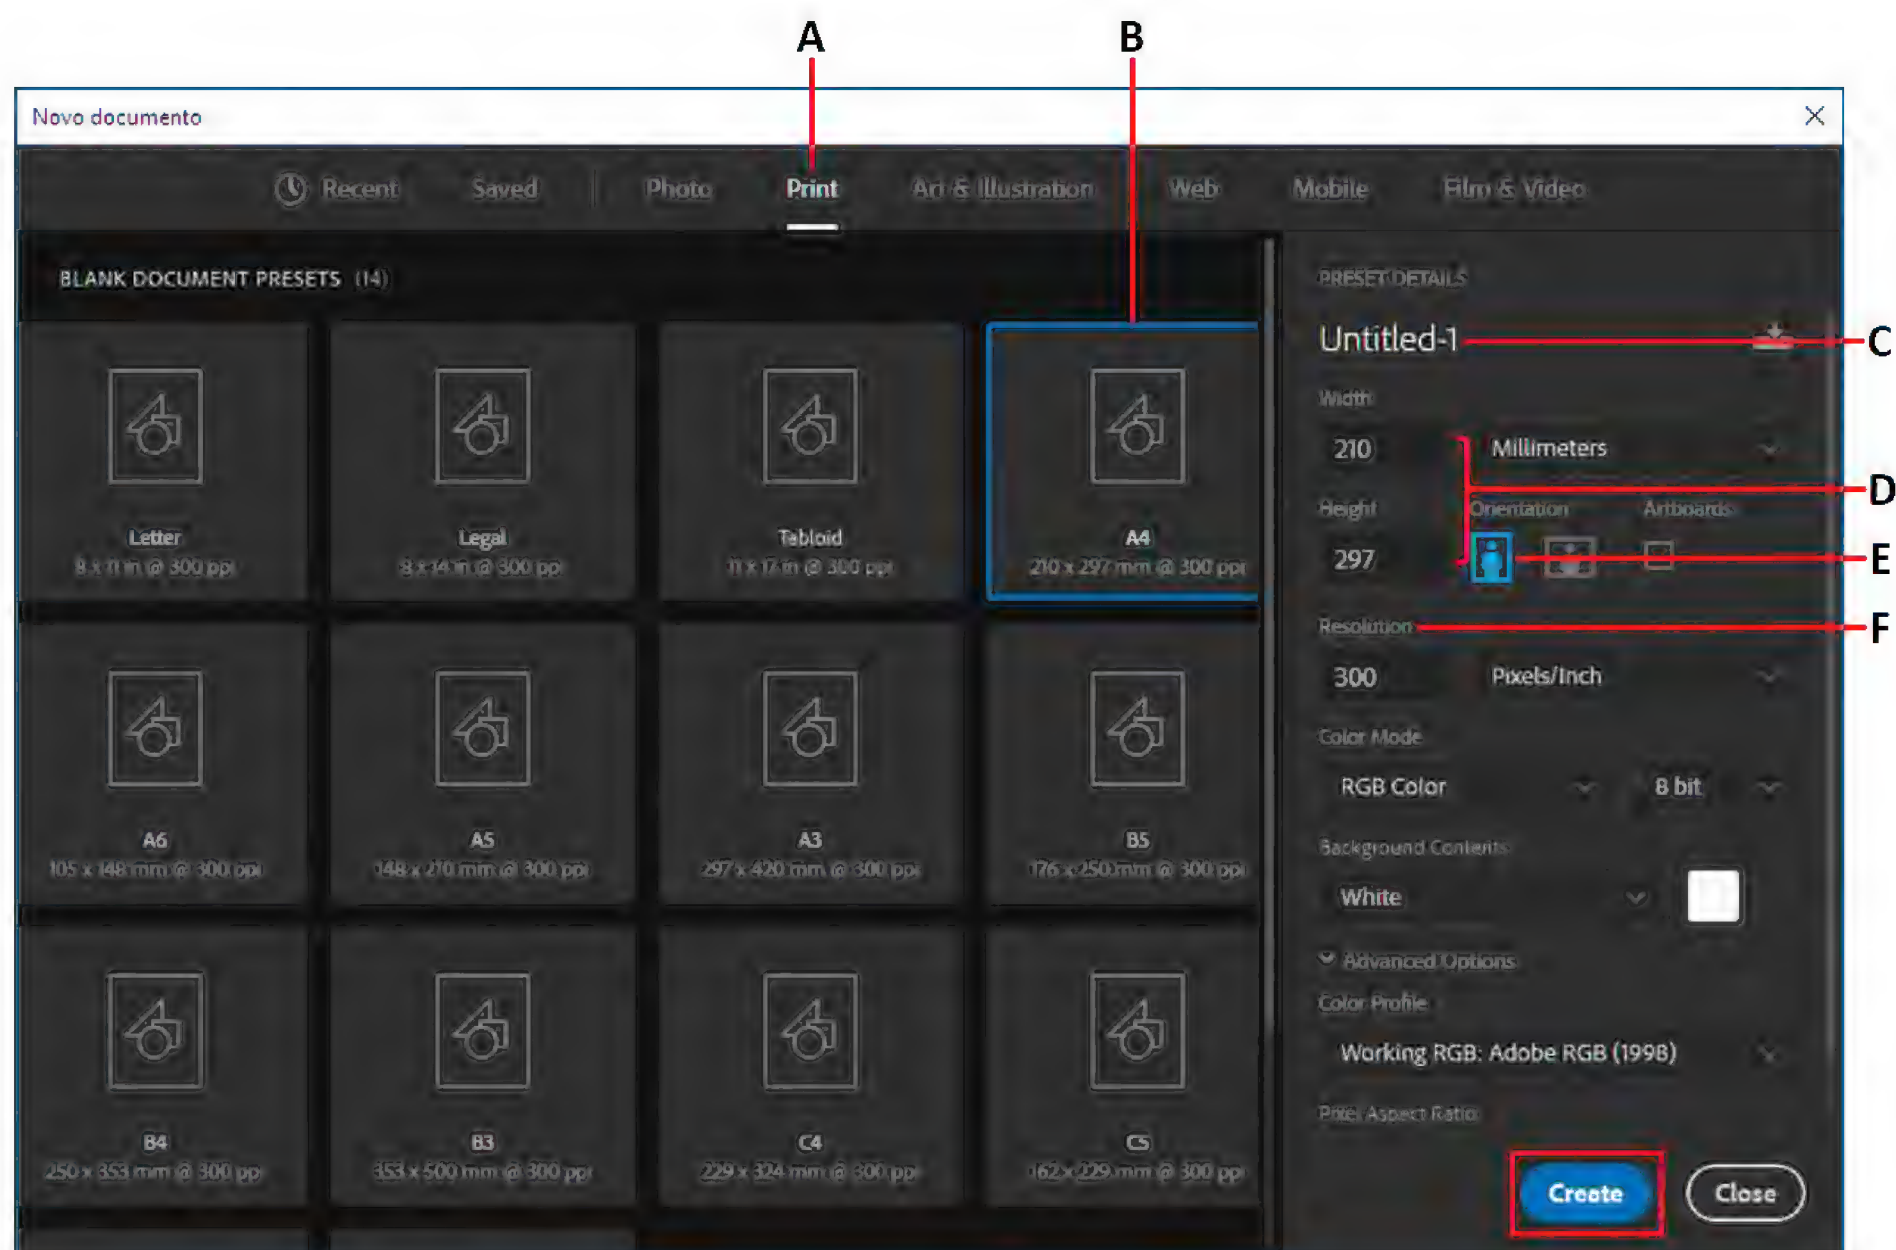 A
B
Novo documento
Recent Saved Photo Print Art & Illustration Web Mobile Film & Video
BLANK DOCUMENT PRESETS (14)
Letter
8 x 11 in @ 300 ppi
Legal
8 x 14 in @ 300 ppi
Tabloid
11 x 17 in @ 300 ppi
A4
210 x 297 mm @ 300 ppi
A6
105 x 148 mm @ 300 ppi
A5
148 x 210 mm @ 300 ppi
A3
297 x 420 mm @ 300 ppi
B5
176 x 250 mm @ 300 ppi
B4
250 x 353 mm @ 300 ppi
B3
353 x 500 mm @ 300 ppi
C4
229 x 324 mm @ 300 ppi
C5
162 x 229 mm @ 300 ppi
PRESET DETAILS
Untitled-1
C
Width
210 Millimeters
D
Height Orientation Artboards
297
E
Resolution
F
300 Pixels/Inch
Color Mode
RGB Color 8 bit
Background Contents
White
Advanced Options
Color Profile
Working RGB: Adobe RGB (1998)
Pixel Aspect Ratio
Create Close